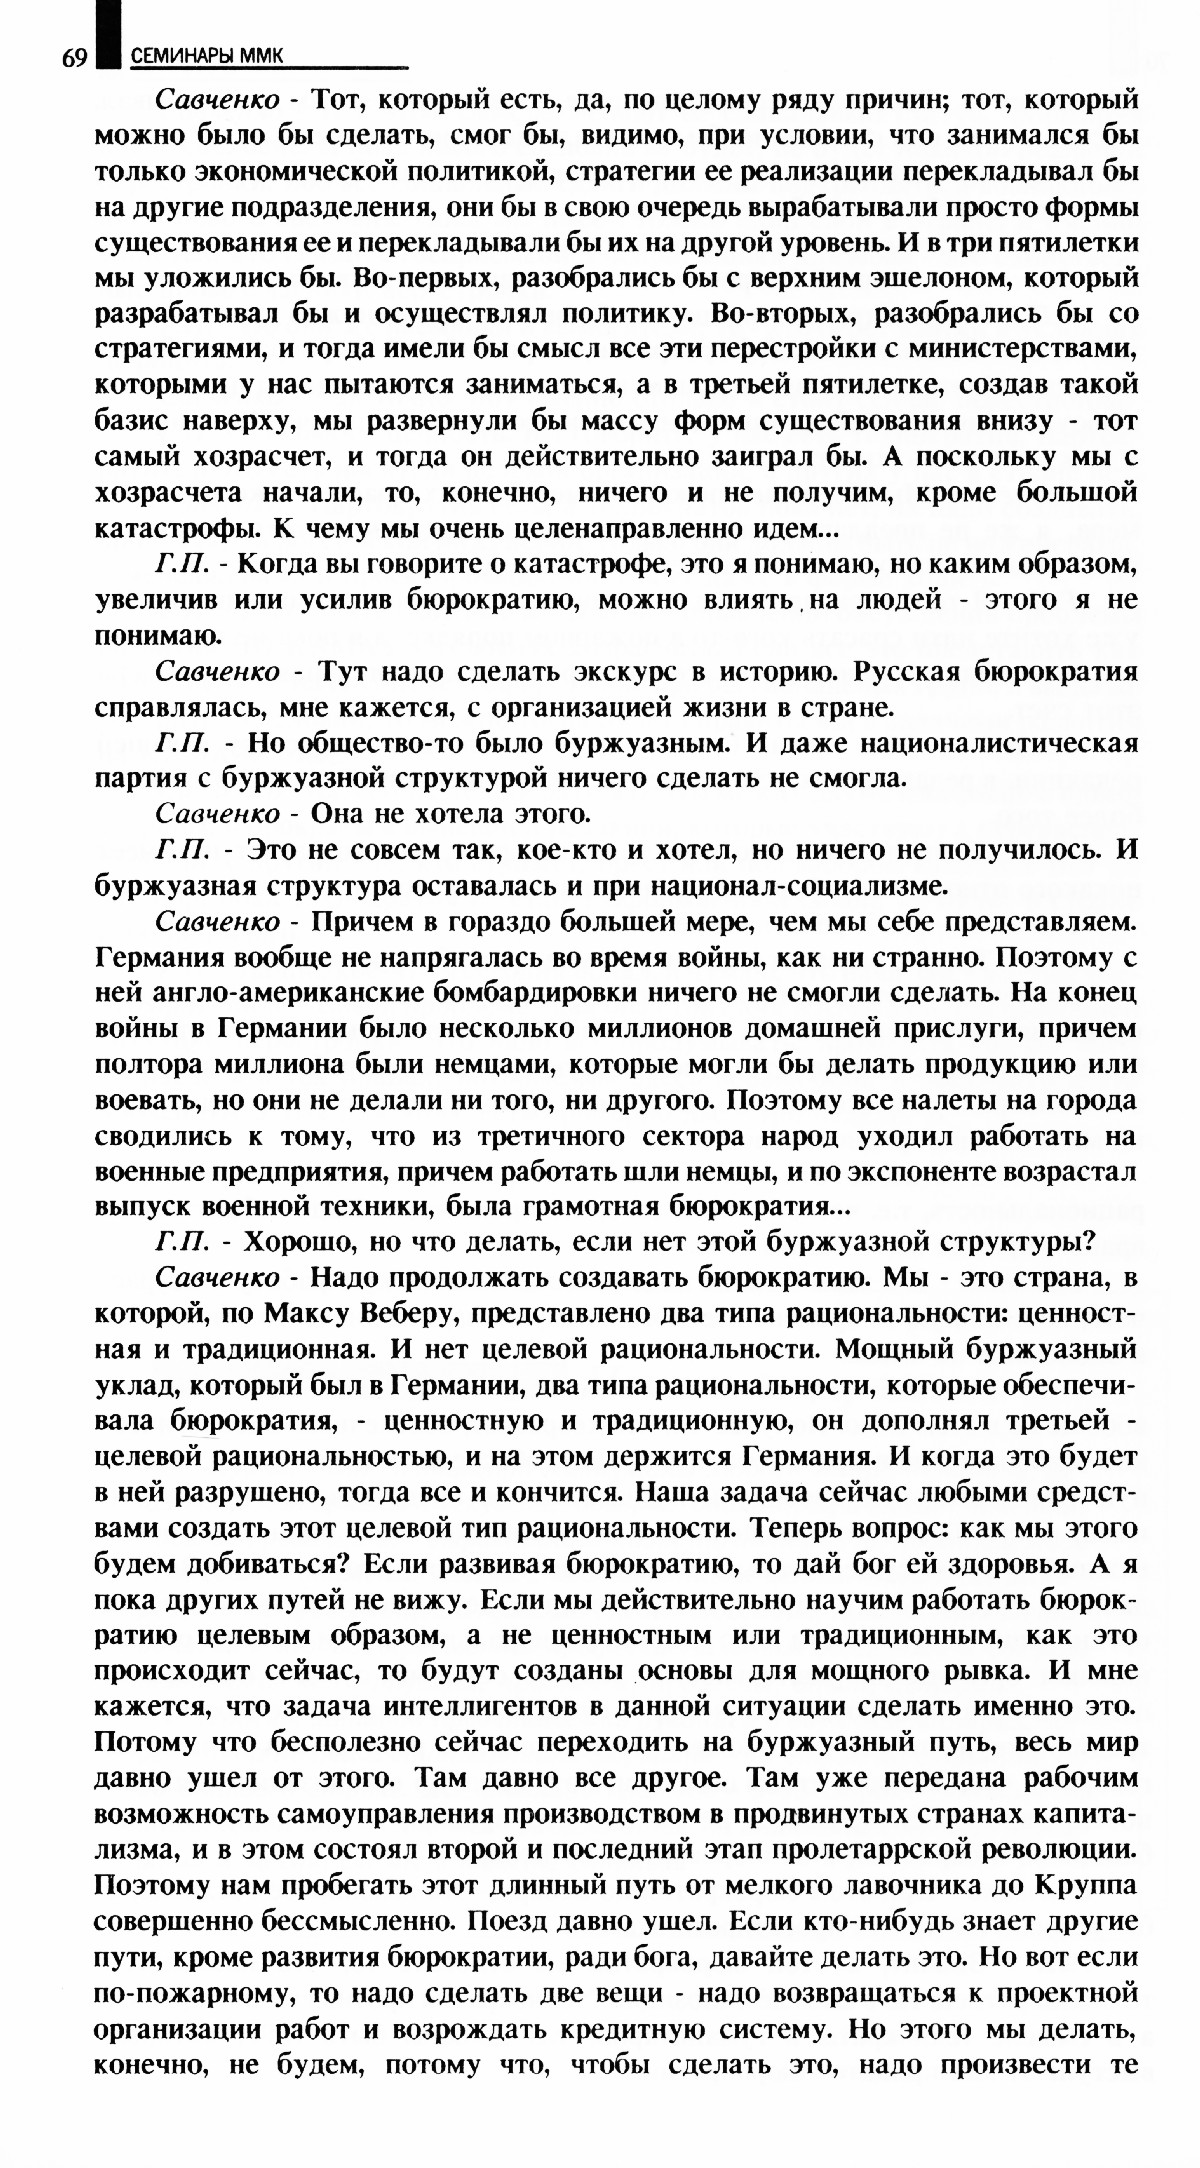 69 СЕМИНАРЫ ММК
Савченко - Тот, который есть, да, по целому ряду причин; тот, который
можно было бы сделать, смог бы, видимо, при условии, что занимался бы
только экономической политикой, стратегии ее реализации перекладывал бы
на другие подразделения, они бы в свою очередь вырабатывали просто формы
существования ее и перекладывали бы их на другой уровень. И в три пятилетки
мы уложились бы. Во-первых, разобрались бы с верхним эшелоном, который
разрабатывал бы и осуществлял политику. Во-вторых, разобрались бы со
стратегиями, и тогда имели бы смысл все эти перестройки с министерствами,
которыми у нас пытаются заниматься, а в третьей пятилетке, создав такой
базис наверху, мы развернули бы массу форм существования внизу - тот
самый хозрасчет, и тогда он действительно заиграл бы. А поскольку мы с
хозрасчета начали, то, конечно, ничего и не получим, кроме большой
катастрофы. К чему мы очень целенаправленно идем...
Г.П. - Когда вы говорите о катастрофе, это я понимаю, но каким образом,
увеличив или усилив бюрократию, можно влиять на людей - этого я не
понимаю.
Савченко - Тут надо сделать экскурс в историю. Русская бюрократия
справлялась, мне кажется, с организацией жизни в стране.
Г.П. - Но общество-то было буржуазным. И даже националистическая
партия с буржуазной структурой ничего сделать не смогла.
Савченко - Она не хотела этого.
Г.П. - Это не совсем так, кое-кто и хотел, но ничего не получилось. И
буржуазная структура оставалась и при национал-социализме.
Савченко - Причем в гораздо большей мере, чем мы себе представляем.
Германия вообще не напрягалась во время войны, как ни странно. Поэтому с
ней англо-американские бомбардировки ничего не смогли сделать. На конец
войны в Германии было несколько миллионов домашней прислуги, причем
полтора миллиона были немцами, которые могли бы делать продукцию или
воевать, но они не делали ни того, ни другого. Поэтому все налеты на города
сводились к тому, что из третичного сектора народ уходил работать на
военные предприятия, причем работать шли немцы, и по экспоненте возрастал
выпуск военной техники, была грамотная бюрократия...
Г.П. - Хорошо, но что делать, если нет этой буржуазной структуры?
Савченко - Надо продолжать создавать бюрократию. Мы - это страна, в
которой, по Максу Веберу, представлено два типа рациональности: ценност-
ная и традиционная. И нет целевой рациональности. Мощный буржуазный
уклад, который был в Германии, два типа рациональности, которые обеспечи-
вала бюрократия, - ценностную и традиционную, он дополнял третьей -
целевой рациональностью, и на этом держится Германия. И когда это будет
в ней разрушено, тогда все и кончится. Наша задача сейчас любыми средст-
вами создать этот целевой тип рациональности. Теперь вопрос: как мы этого
будем добиваться? Если развивая бюрократию, то дай бог ей здоровья. А я
пока других путей не вижу. Если мы действительно научим работать бюрок-
ратию целевым образом, а не ценностным или традиционным, как это
происходит сейчас, то будут созданы основы для мощного рывка. И мне
кажется, что задача интеллигентов в данной ситуации сделать именно это.
Потому что бесполезно сейчас переходить на буржуазный путь, весь мир
давно ушел от этого. Там давно все другое. Там уже передана рабочим
возможность самоуправления производством в продвинутых странах капита-
лизма, и в этом состоял второй и последний этап пролетаррской революции.
Поэтому нам пробегать этот длинный путь от мелкого лавочника до Круппа
совершенно бессмысленно. Поезд давно ушел. Если кто-нибудь знает другие
пути, кроме развития бюрократии, ради бога, давайте делать это. Но вот если
по-пожарному, то надо сделать две вещи - надо возвращаться к проектной
организации работ и возрождать кредитную систему. Но этого мы делать,
конечно, не будем, потому что, чтобы сделать это, надо произвести те